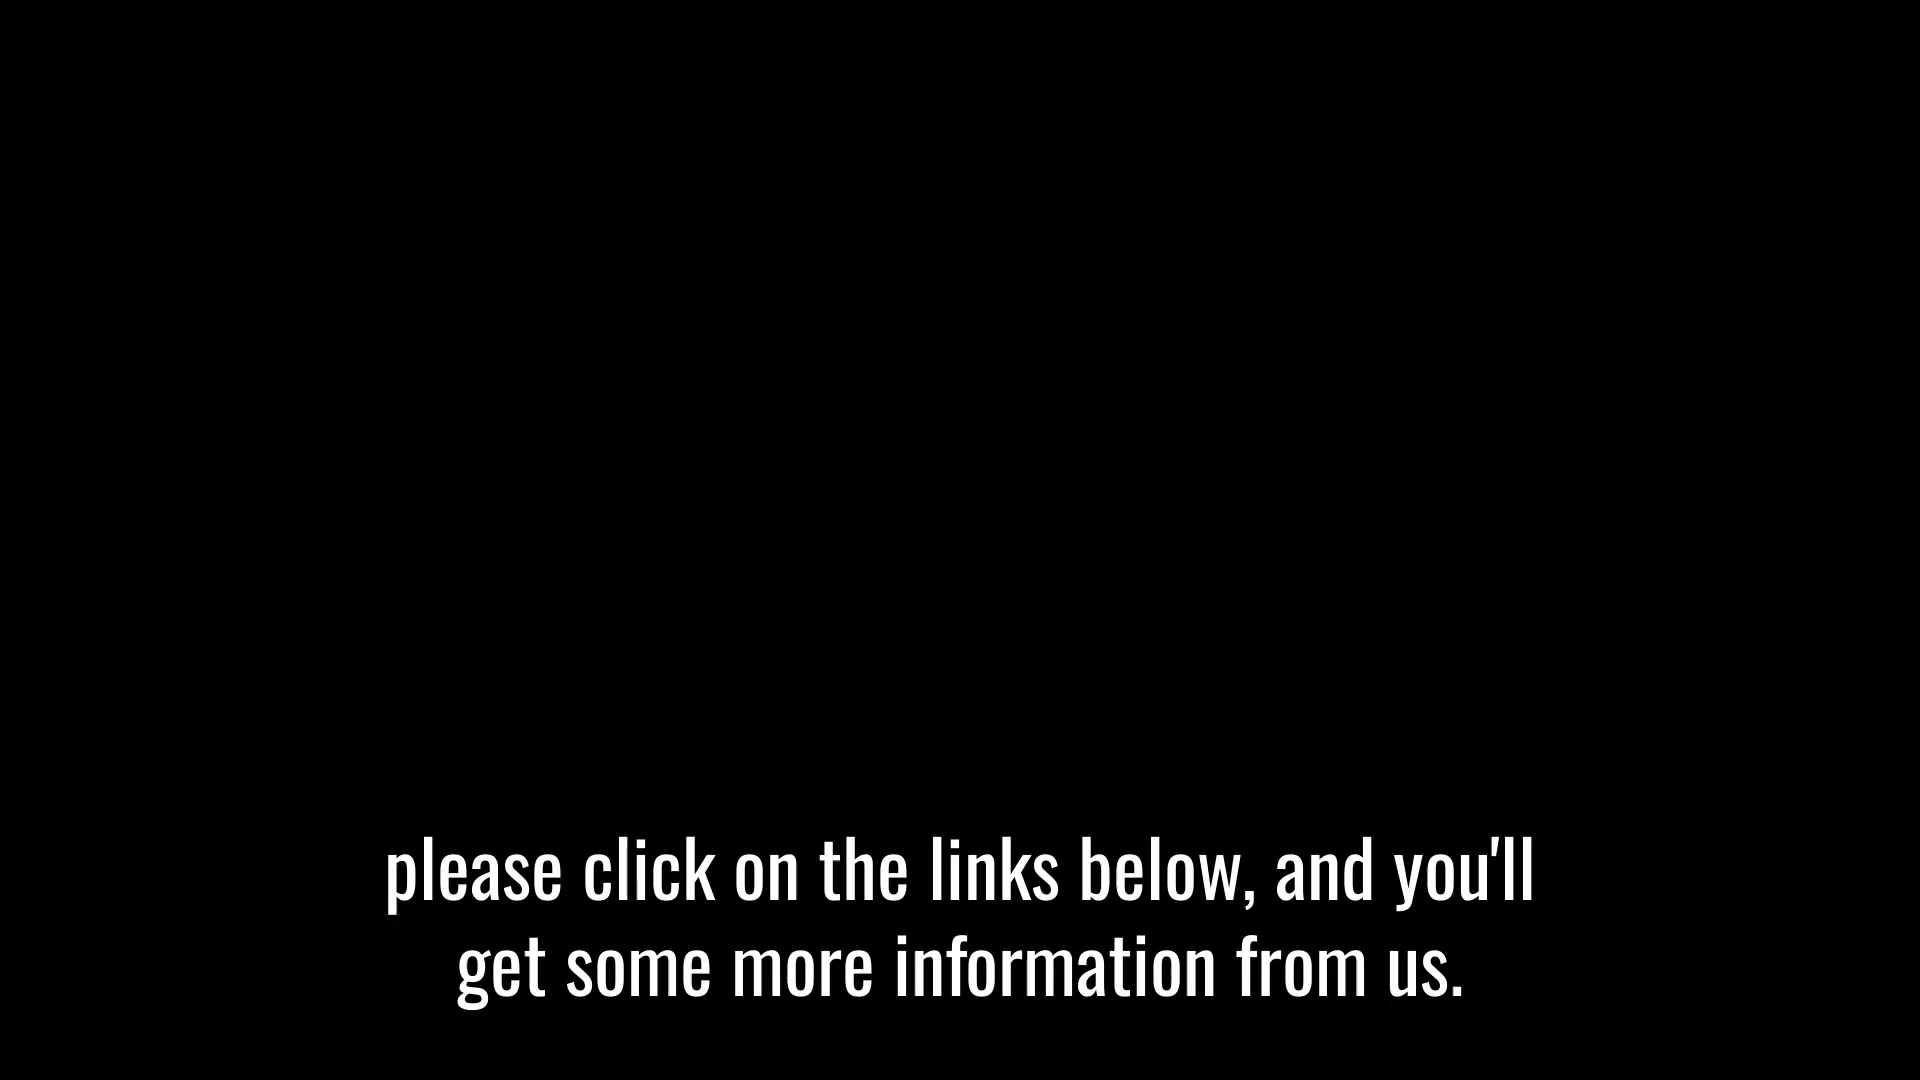 please click on the links below, and you'll
get some more information from us.